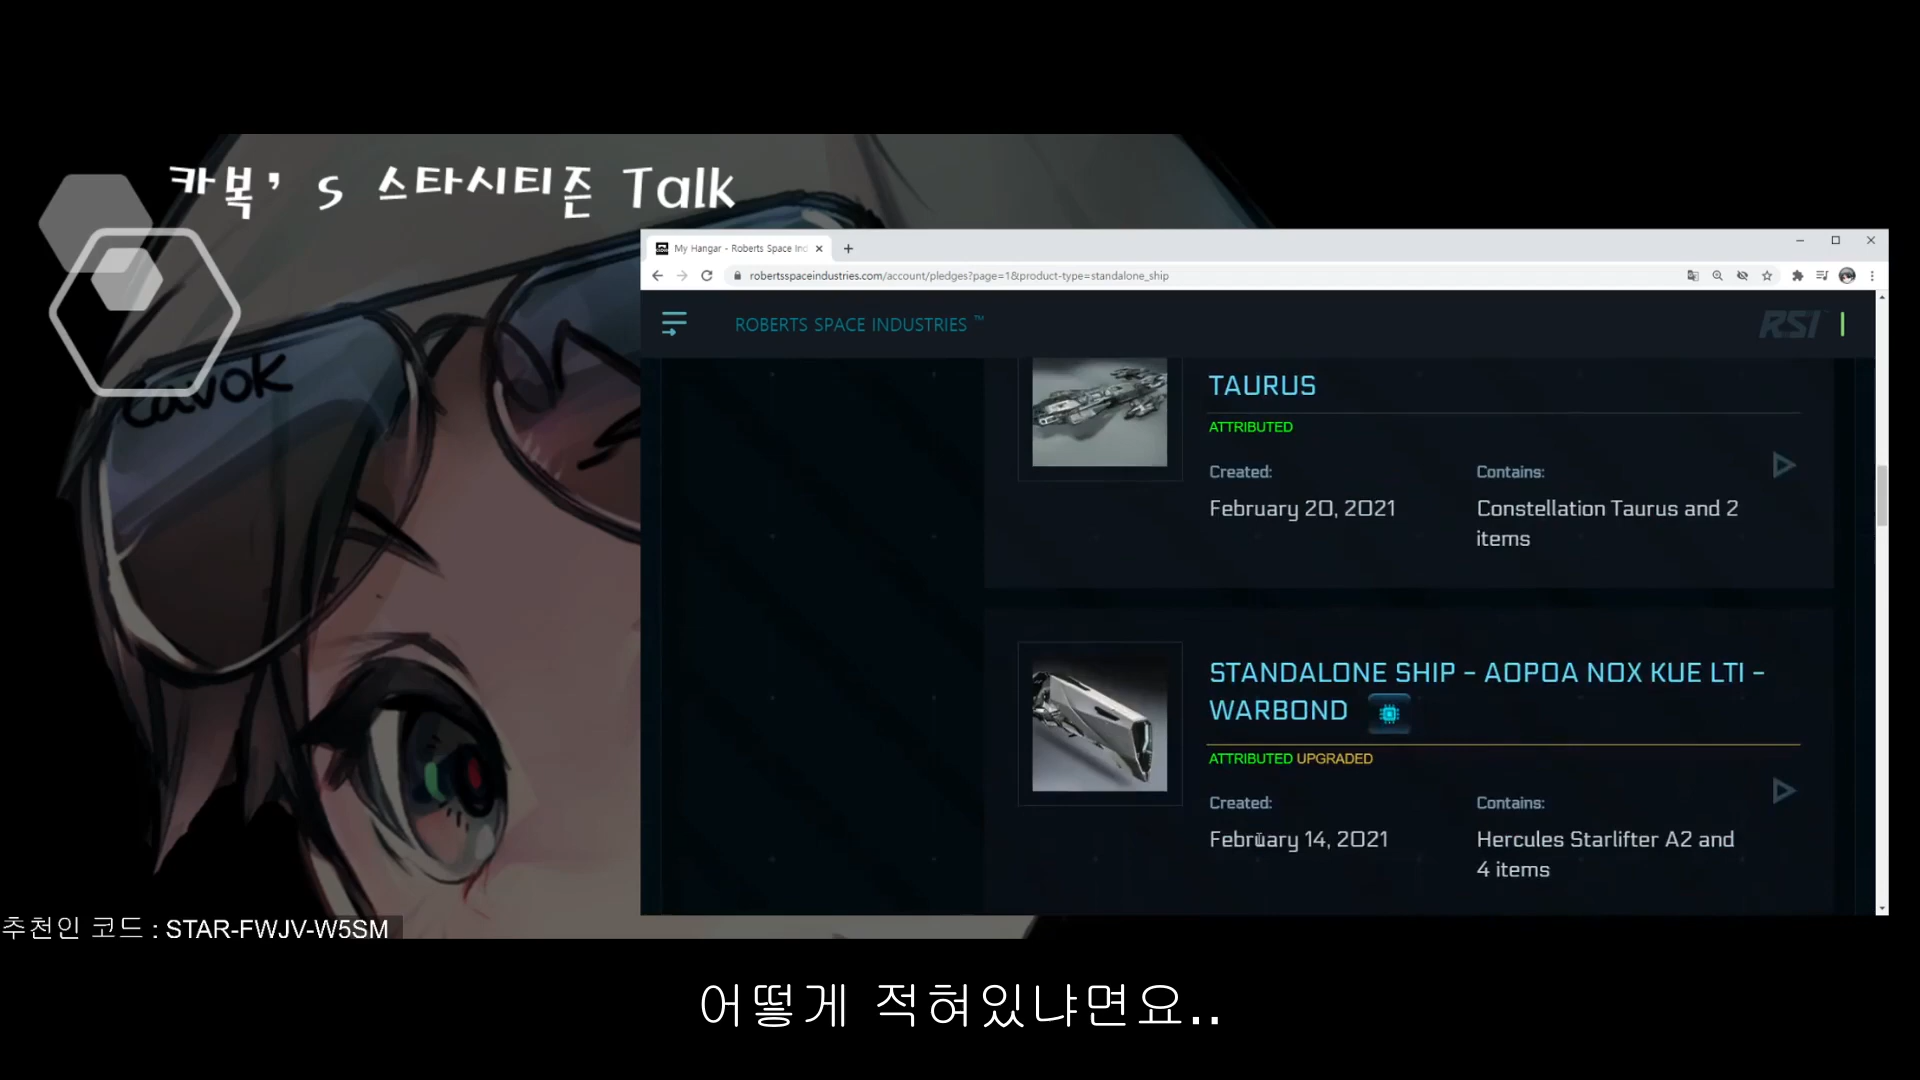 카복's 스타시티즌 Talk
cavok
My Hangar - Roberts Space Ind
robertsspaceindustries.com/account/pledges?page=1&product-type=standalone_ship
ROBERTS SPACE INDUSTRIES ™
RSI
TAURUS
ATTRIBUTED
Created:
Contains:
February 20, 2021
Constellation Taurus and 2
items
STANDALONE SHIP - AOPOA NOX KUE LTI -
WARBOND
ATTRIBUTED UPGRADED
Created:
Contains:
February 14, 2021
Hercules Starlifter A2 and
4 items
추천인 코드 : STAR-FWJV-W5SM
어떻게 적혀있냐면요..